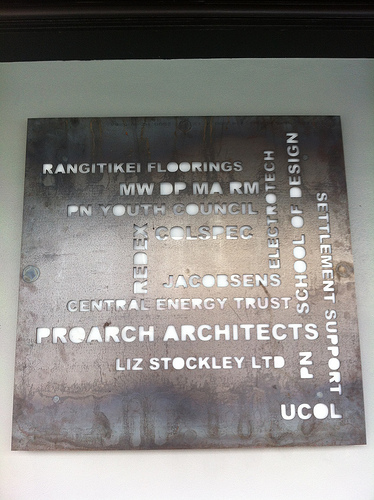 RANGITIKEI FLOORINGS
MW DP MA RM
PN YOUTH COUNCIL
REDEX
COLSPEC
ELECTROTECH
PN SCHOOL OF DESIGN
SETTLEMENT SUPPORT
JACOBSENS
CENTRAL ENERGY TRUST
PROARCH ARCHITECTS
LIZ STOCKLEY LTD
UCOL